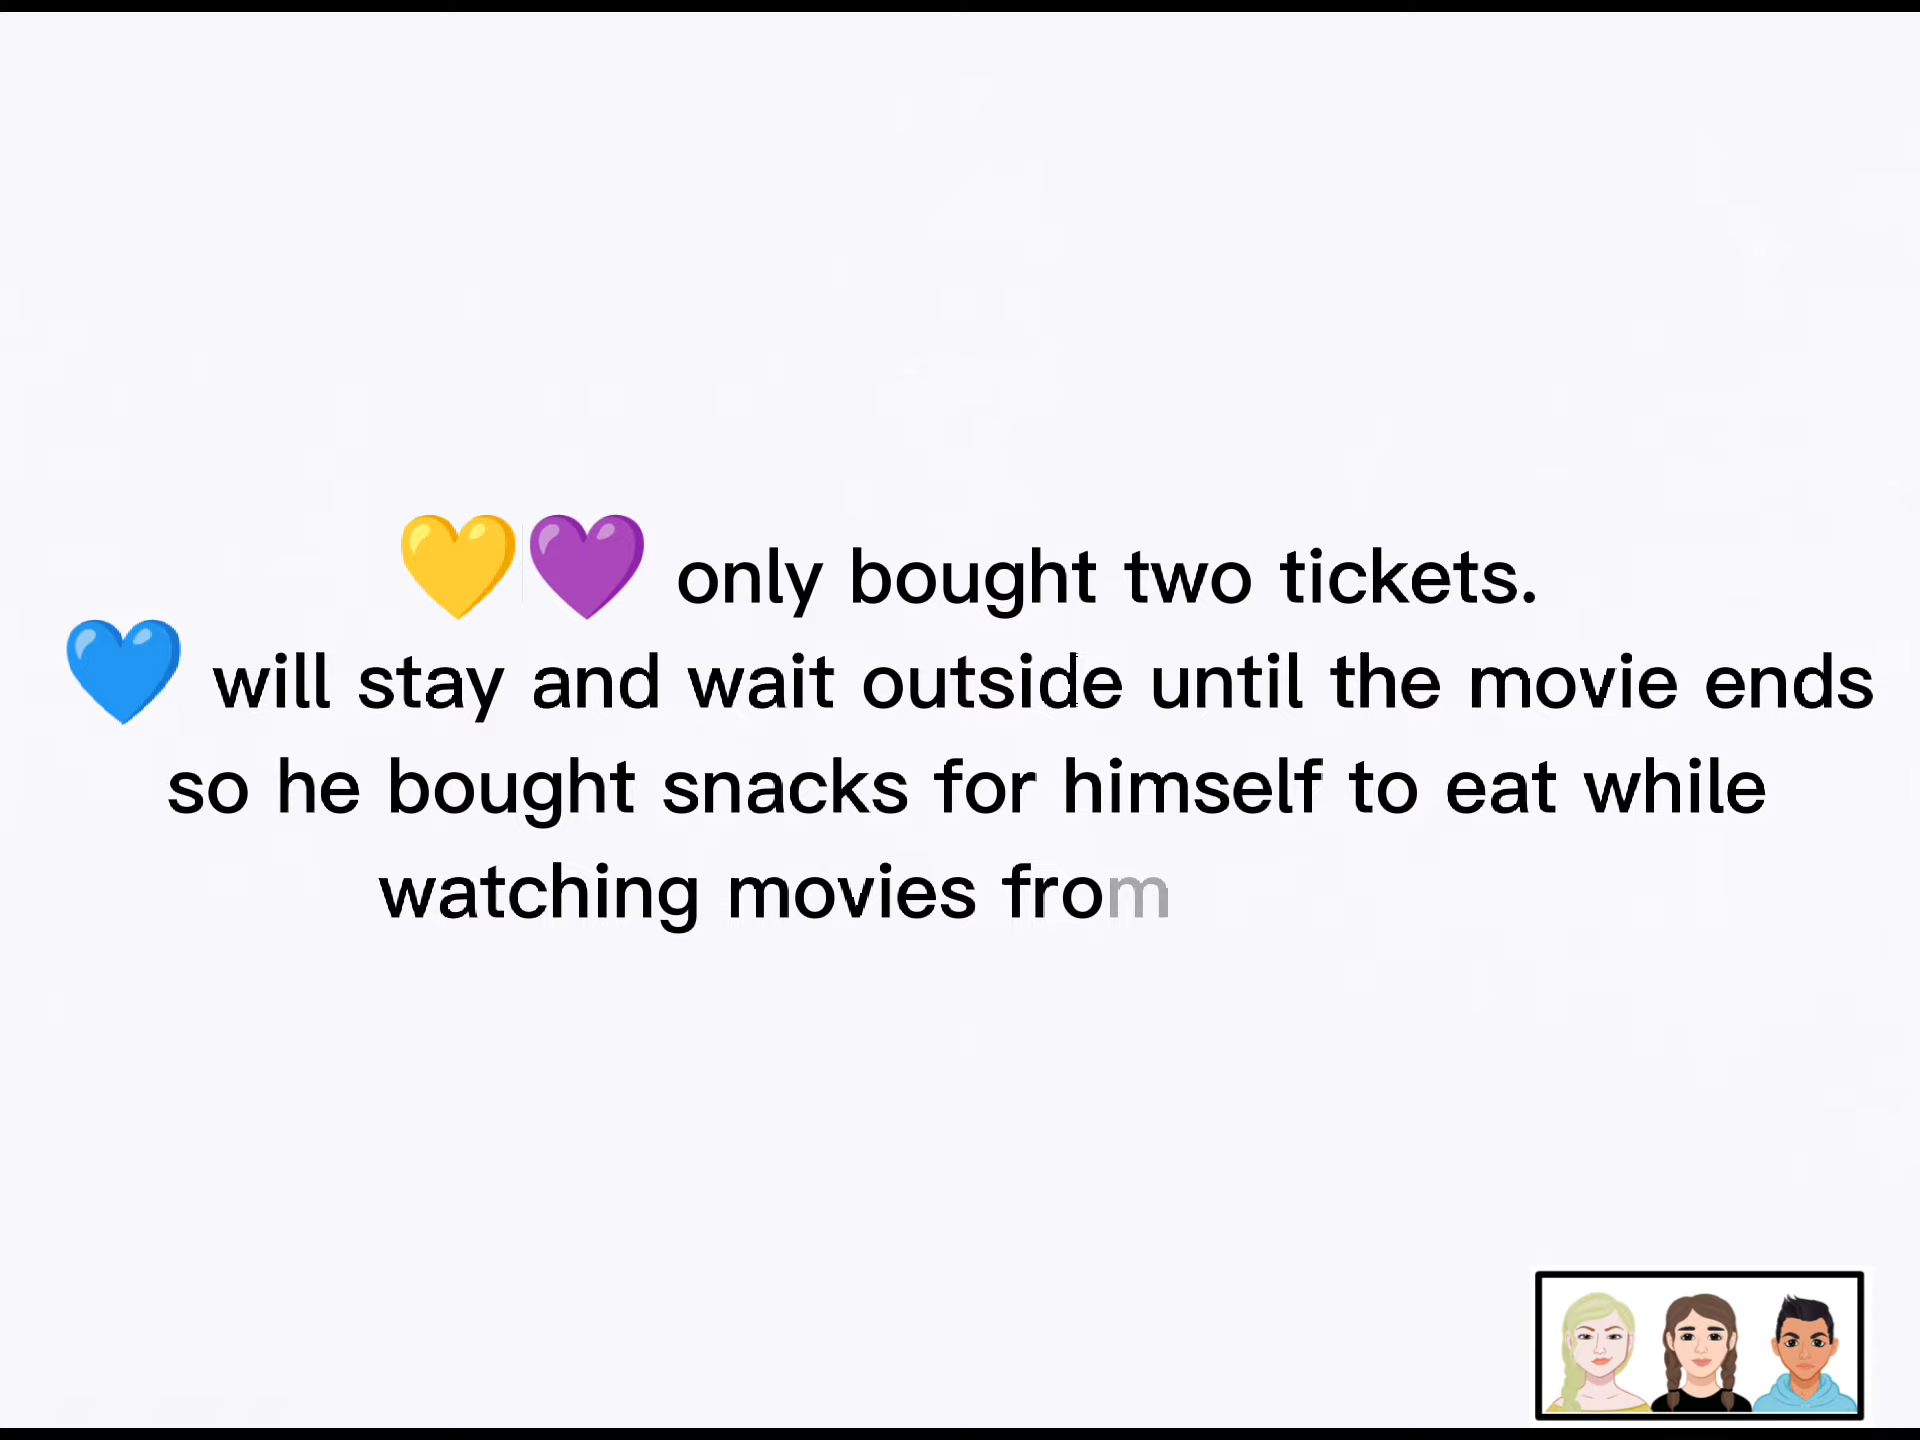 💛💜 only bought two tickets.
💙 will stay and wait outside until the movie ends
so he bought snacks for himself to eat while
watching movies from